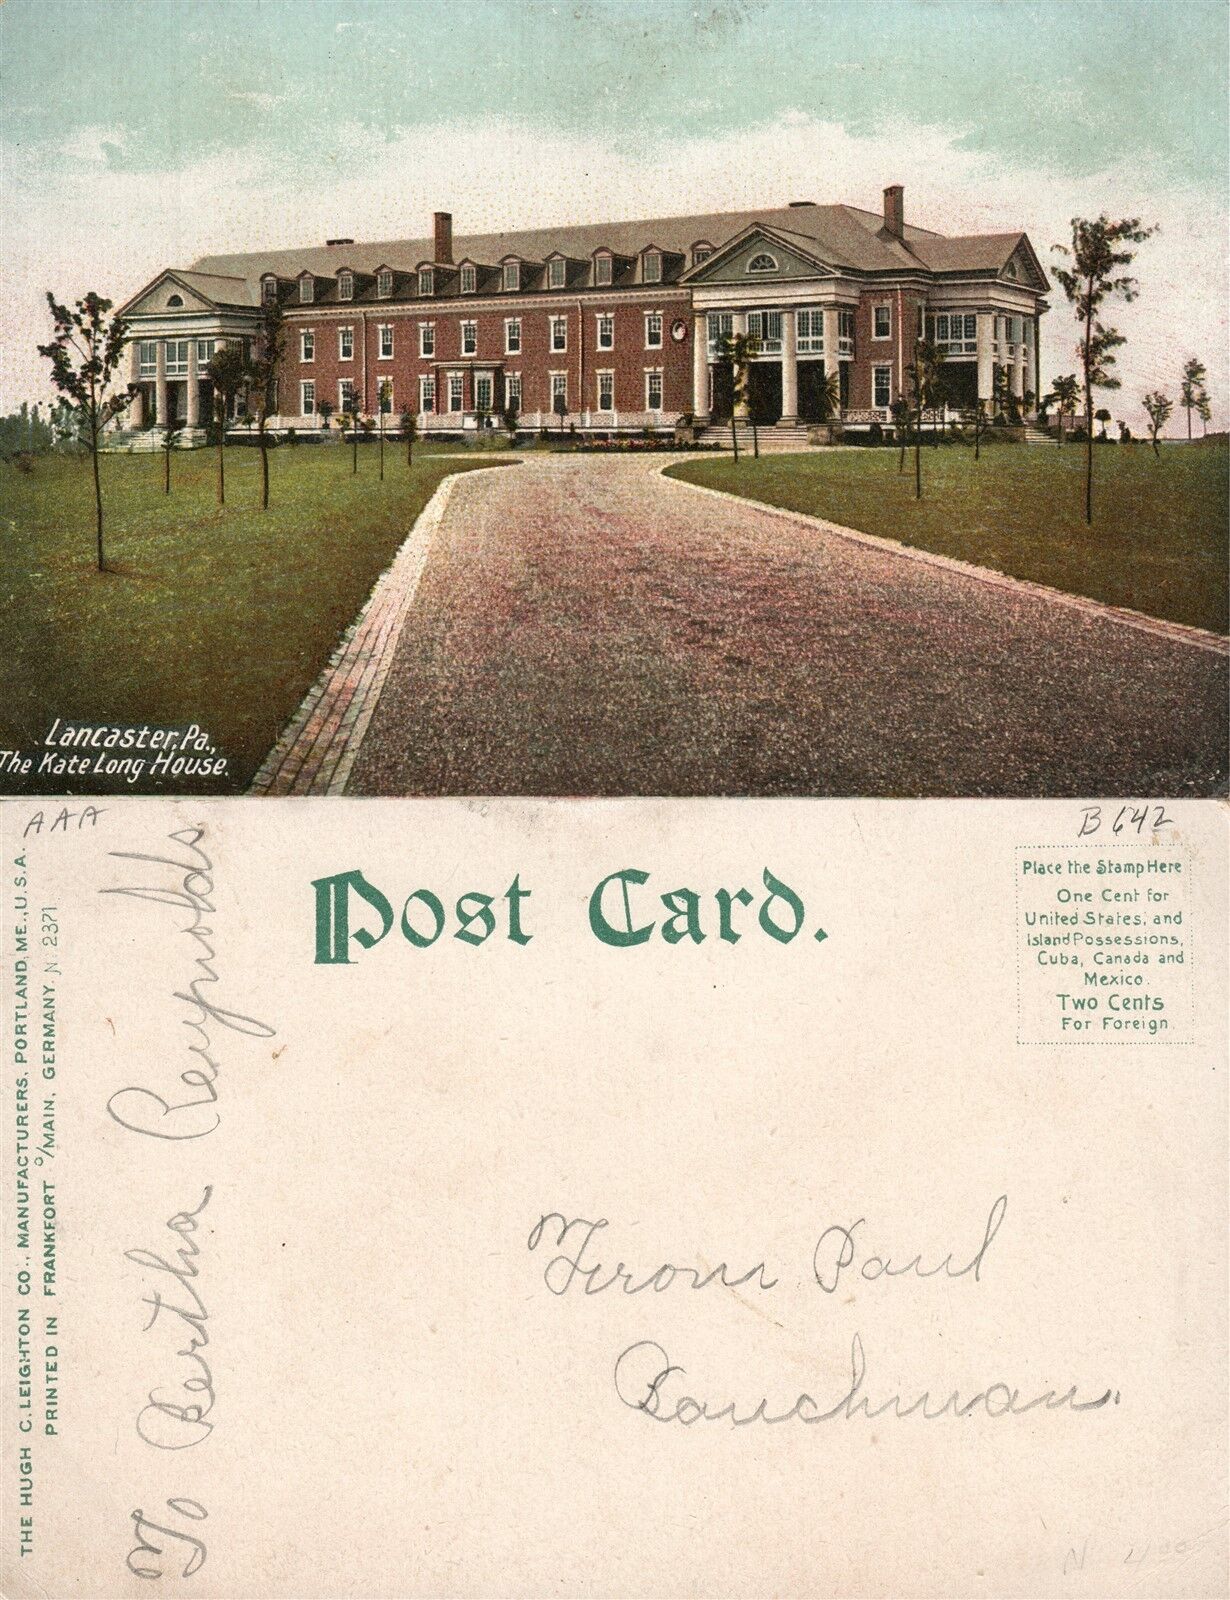 Lancaster, Pa.,
The Kate Long House.
AAA
B 642
Post Card.
Place the Stamp Here
One Cent for
United States, and
Island Possessions,
Cuba, Canada and
Mexico.
Two Cents
For Foreign.
THE HUGH C. LEIGHTON CO., MANUFACTURERS, PORTLAND, ME., U.S.A.
PRINTED IN FRANKFORT o/MAIN, GERMANY. N. 2371
To Bertha Reynolds
From Paul
Bauchman.
N 400